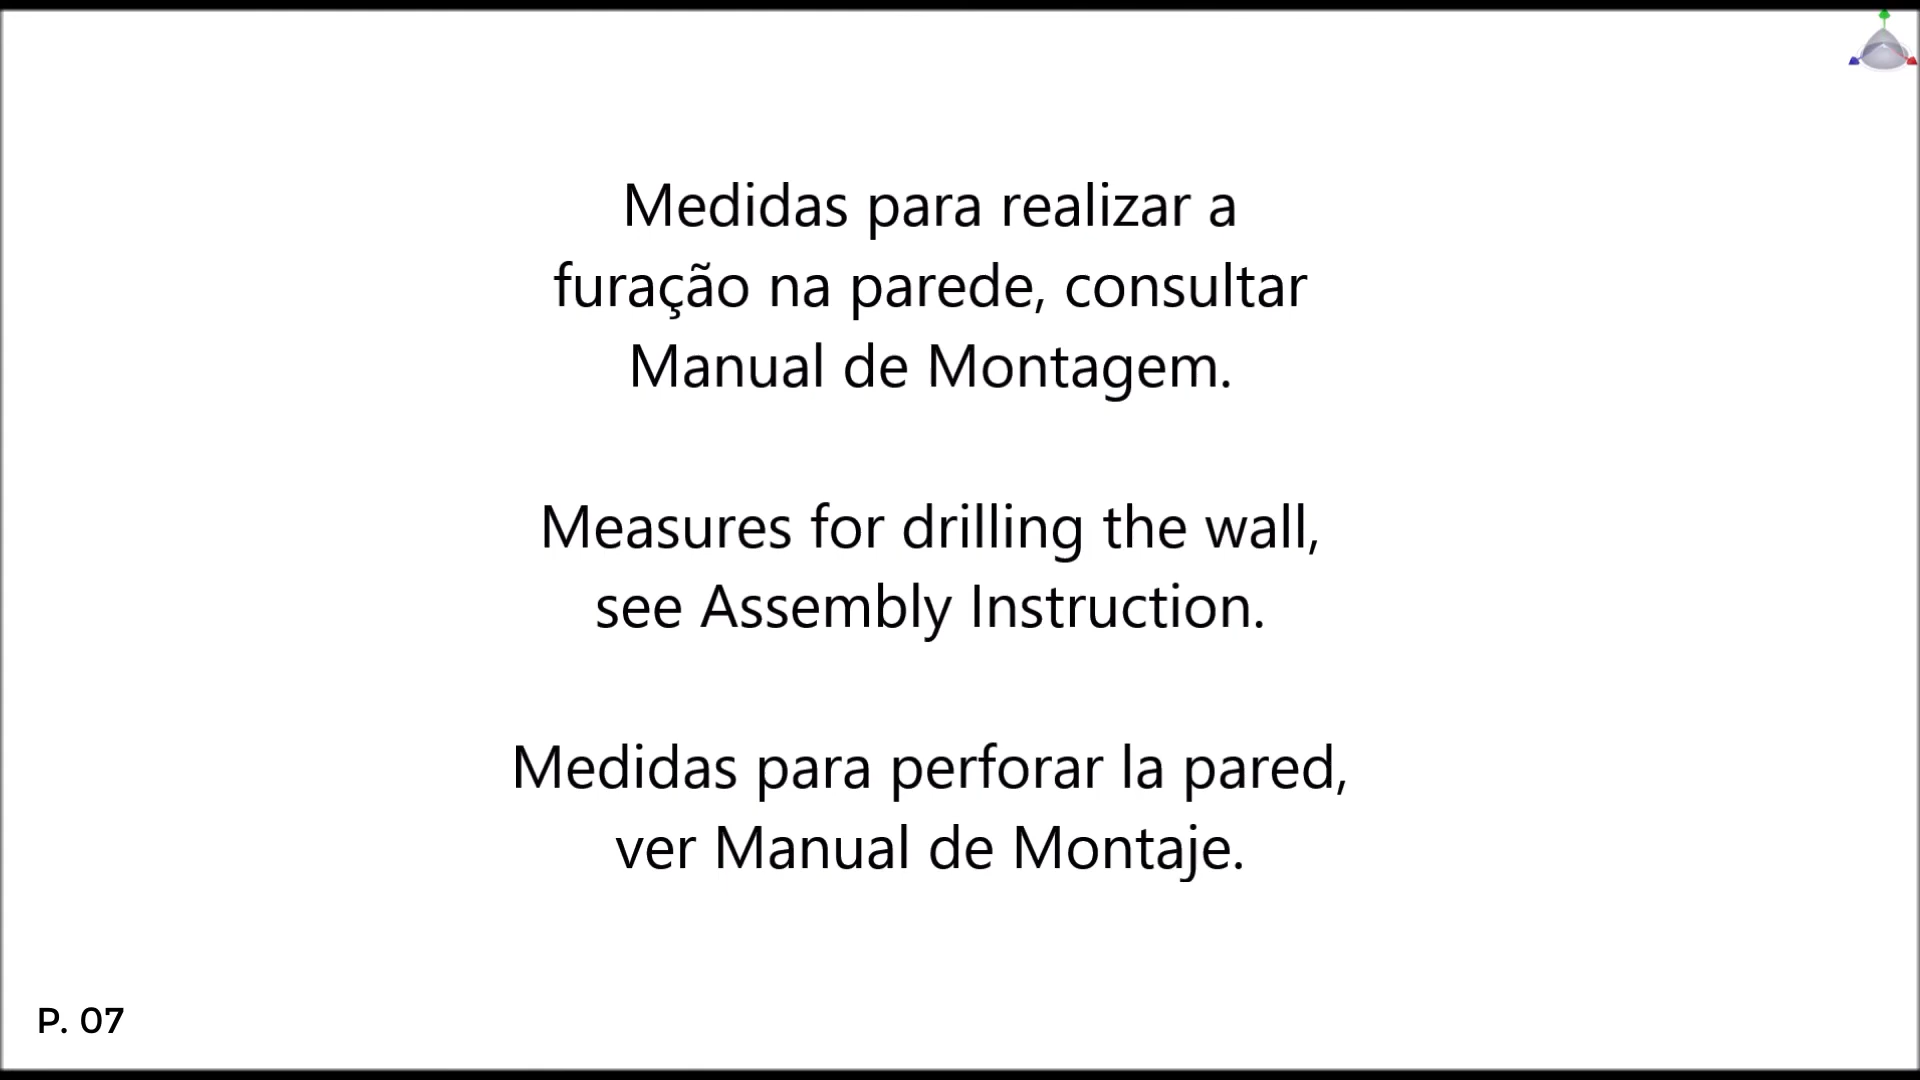 Medidas para realizar a
furação na parede, consultar
Manual de Montagem.
Measures for drilling the wall,
see Assembly Instruction.
Medidas para perforar la pared,
ver Manual de Montaje.
P. 07